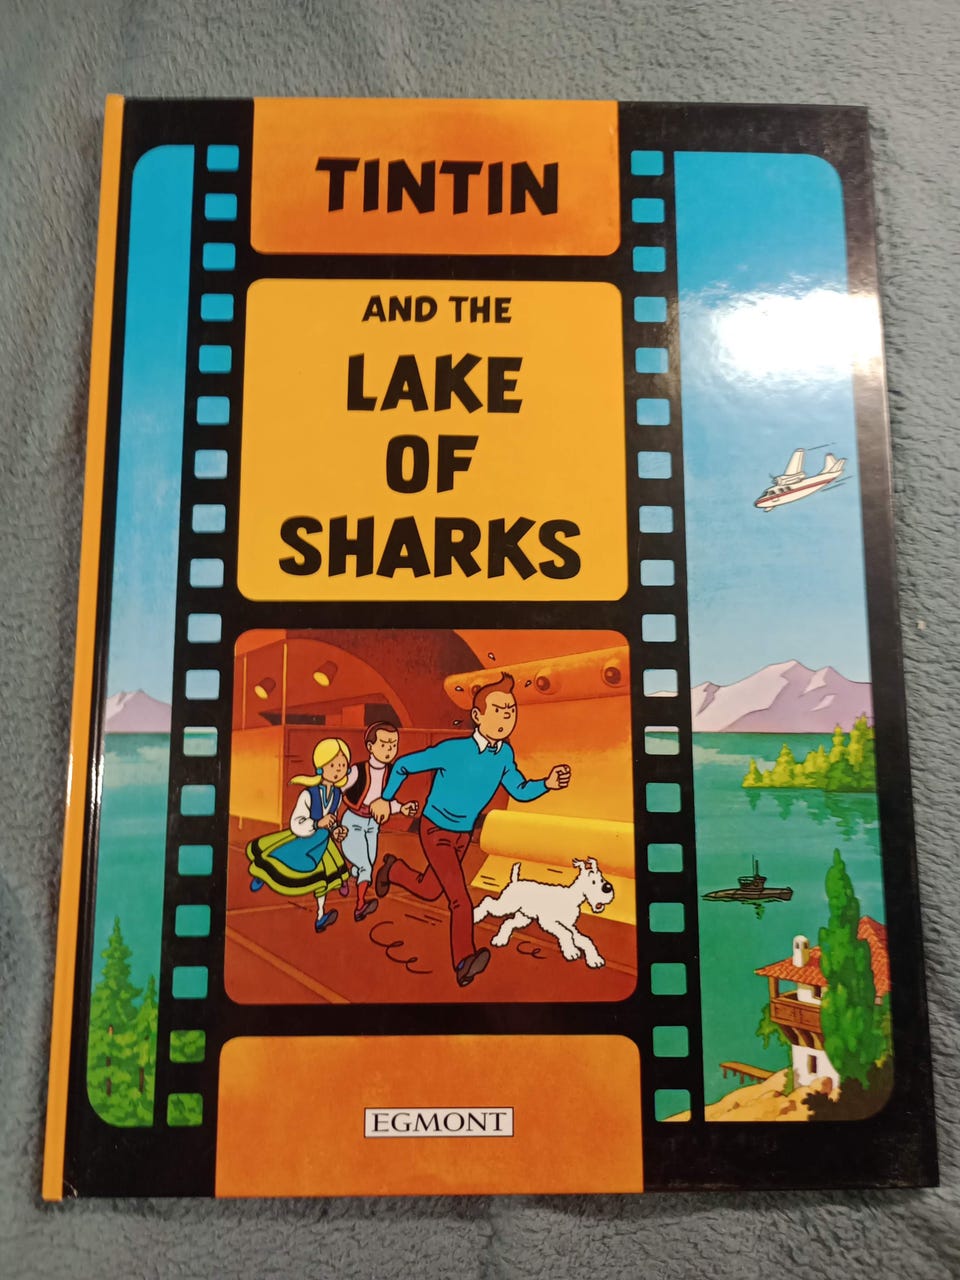 TINTIN
AND THE
LAKE
OF
SHARKS
EGMONT